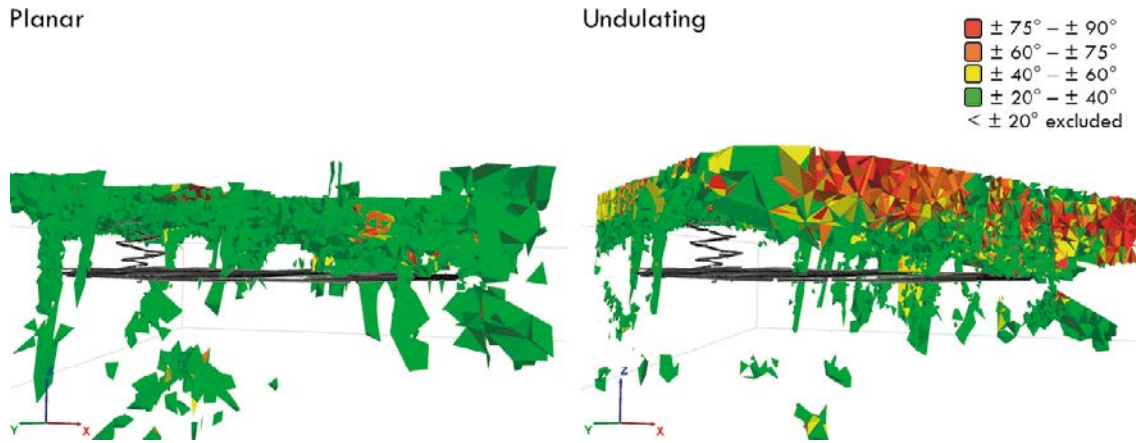 Planar
Undulating
± 75° – ± 90°
± 60° – ± 75°
± 40° – ± 60°
± 20° – ± 40°
< ± 20° excluded
Z
Y
X
Z
Y
X